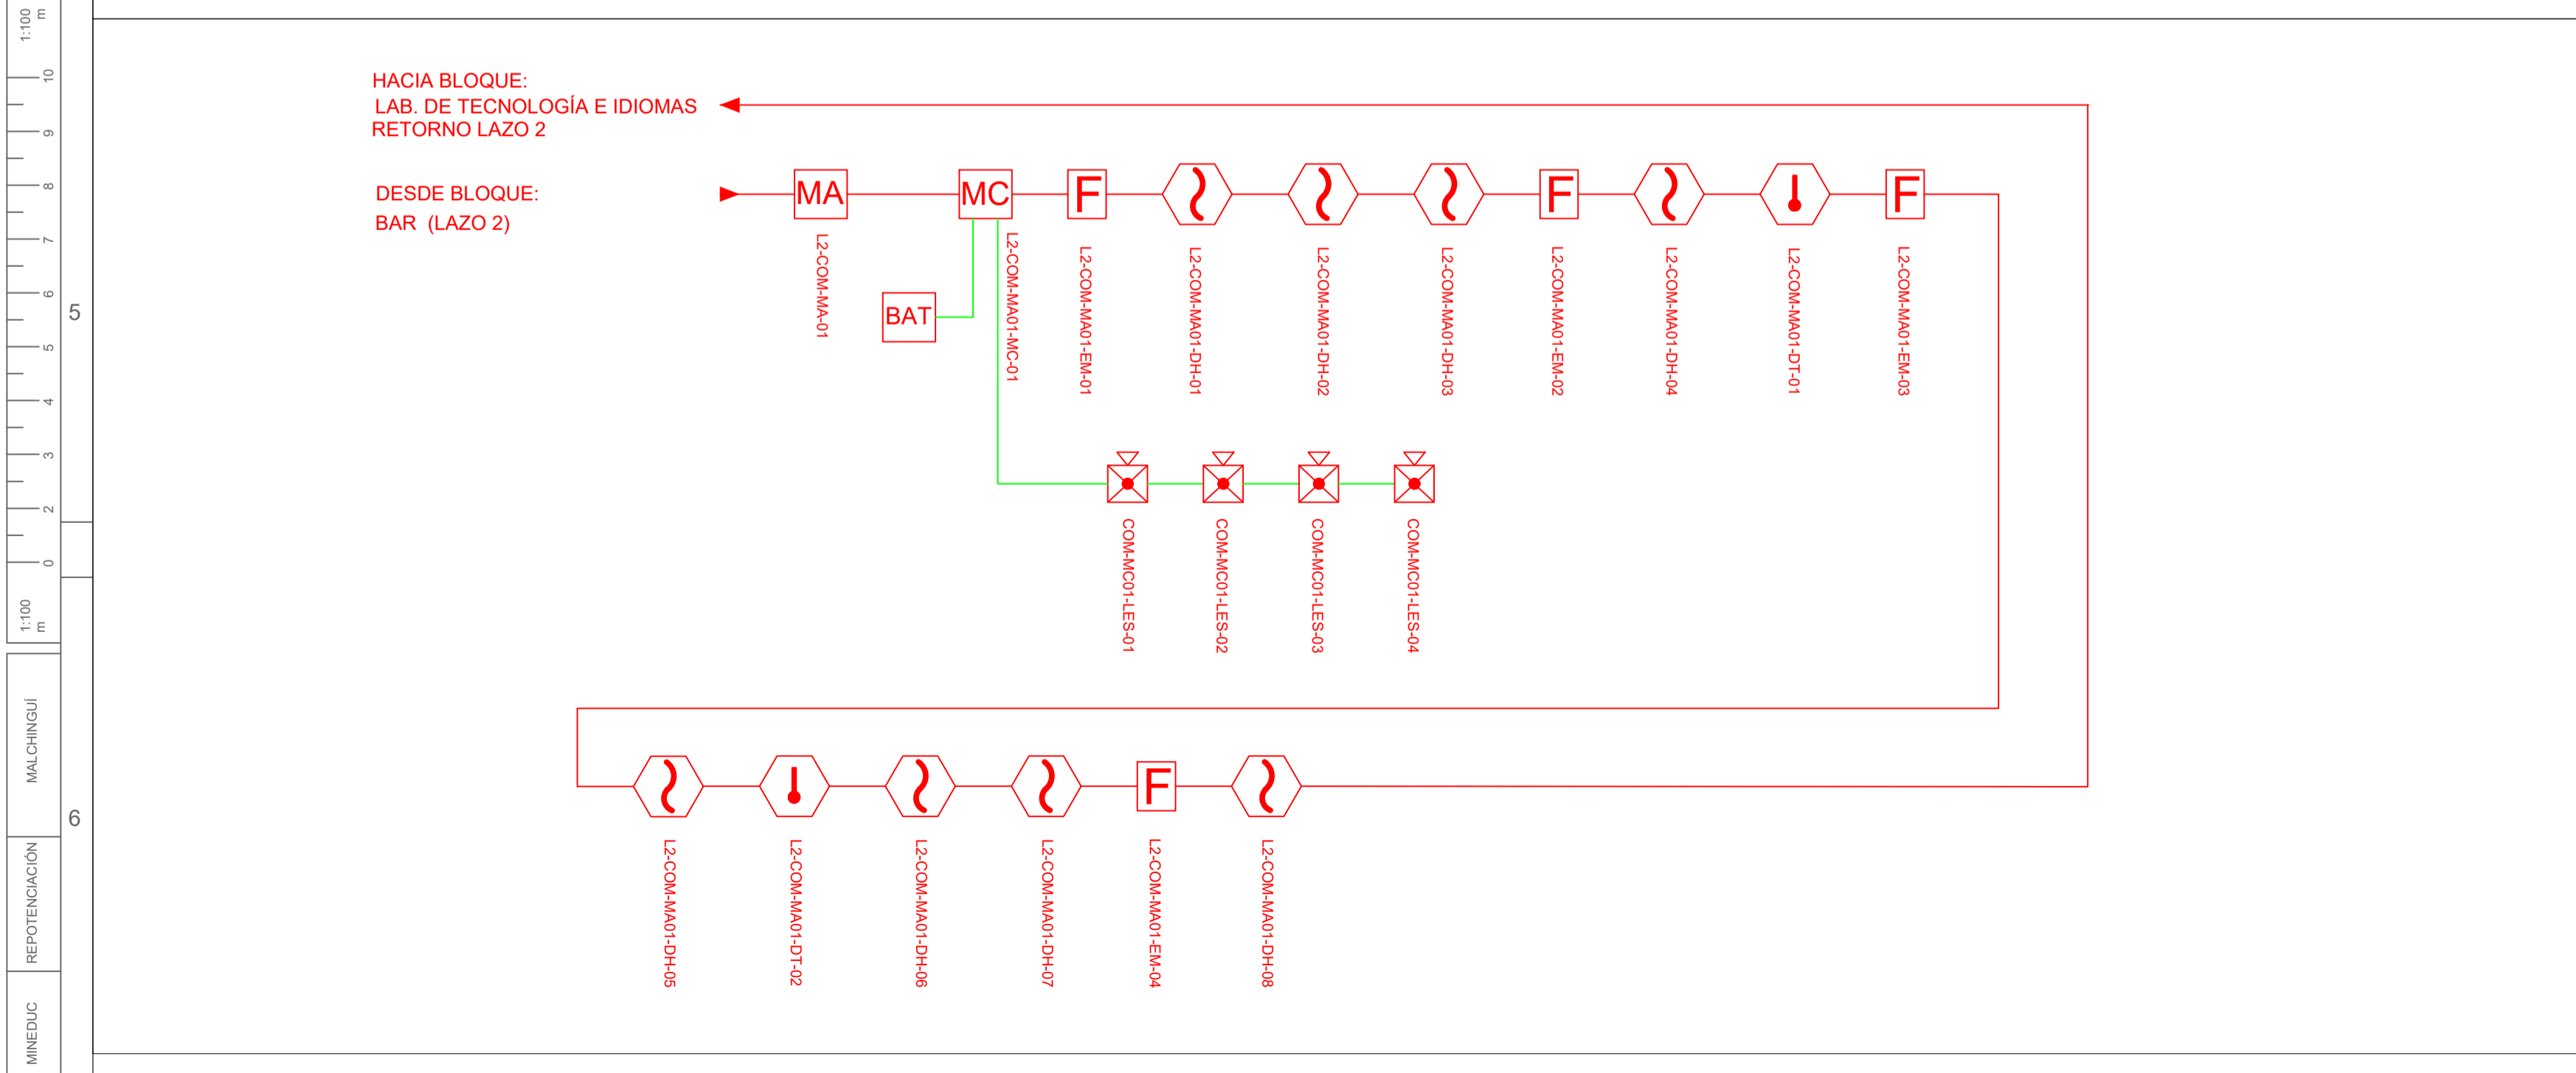 HACIA BLOQUE:
LAB. DE TECNOLOGÍA E IDIOMAS
RETORNO LAZO 2
DESDE BLOQUE:
BAR (LAZO 2)
MA
MC
F
F
F
L2-COM-MA-01
L2-COM-MA01-MC-01
L2-COM-MA01-EM-01
L2-COM-MA01-DH-01
L2-COM-MA01-DH-02
L2-COM-MA01-DH-03
L2-COM-MA01-EM-02
L2-COM-MA01-DH-04
L2-COM-MA01-DT-01
L2-COM-MA01-EM-03
BAT
COM-MC01-LES-01
COM-MC01-LES-02
COM-MC01-LES-03
COM-MC01-LES-04
F
L2-COM-MA01-DH-05
L2-COM-MA01-DT-02
L2-COM-MA01-DH-06
L2-COM-MA01-DH-07
L2-COM-MA01-EM-04
L2-COM-MA01-DH-08
1:100
m
10
9
8
7
6
5
4
3
2
0
1:100
m
5
6
MALCHINGUÍ
REPOTENCIACIÓN
MINEDUC